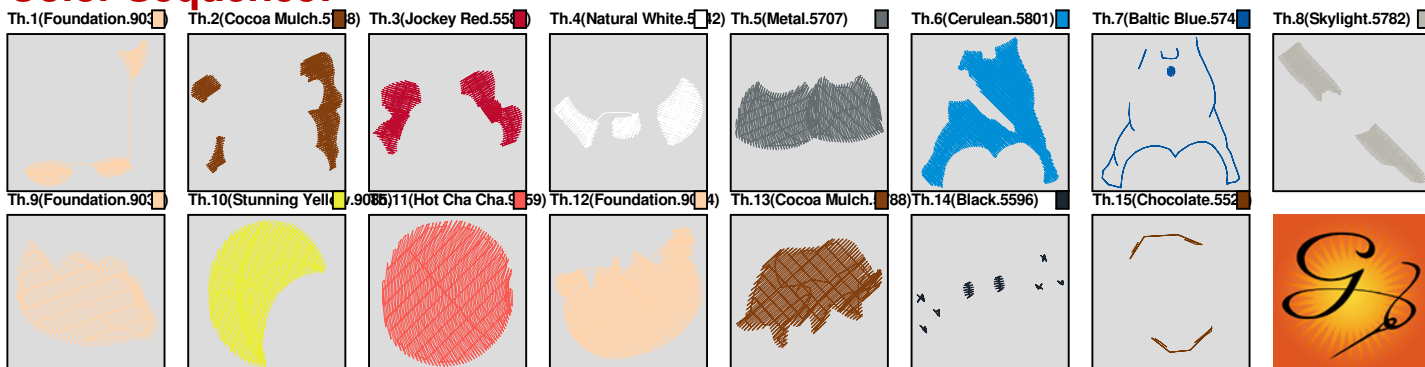 Th.1(Foundation.903
Th.2(Cocoa Mulch.5 8)
Th.3(Jockey Red.558
Th.4(Natural White.5 42)
Th.5(Metal.5707)
Th.6(Cerulean.5801)
Th.7(Baltic Blue.574
Th.8(Skylight.5782)
Th.9(Foundation.903
Th.10(Stunning Yell
Th.11(Hot Cha Cha. 69)
Th.12(Foundation.9 4)
Th.13(Cocoa Mulch. 88)
Th.14(Black.5596)
Th.15(Chocolate.552